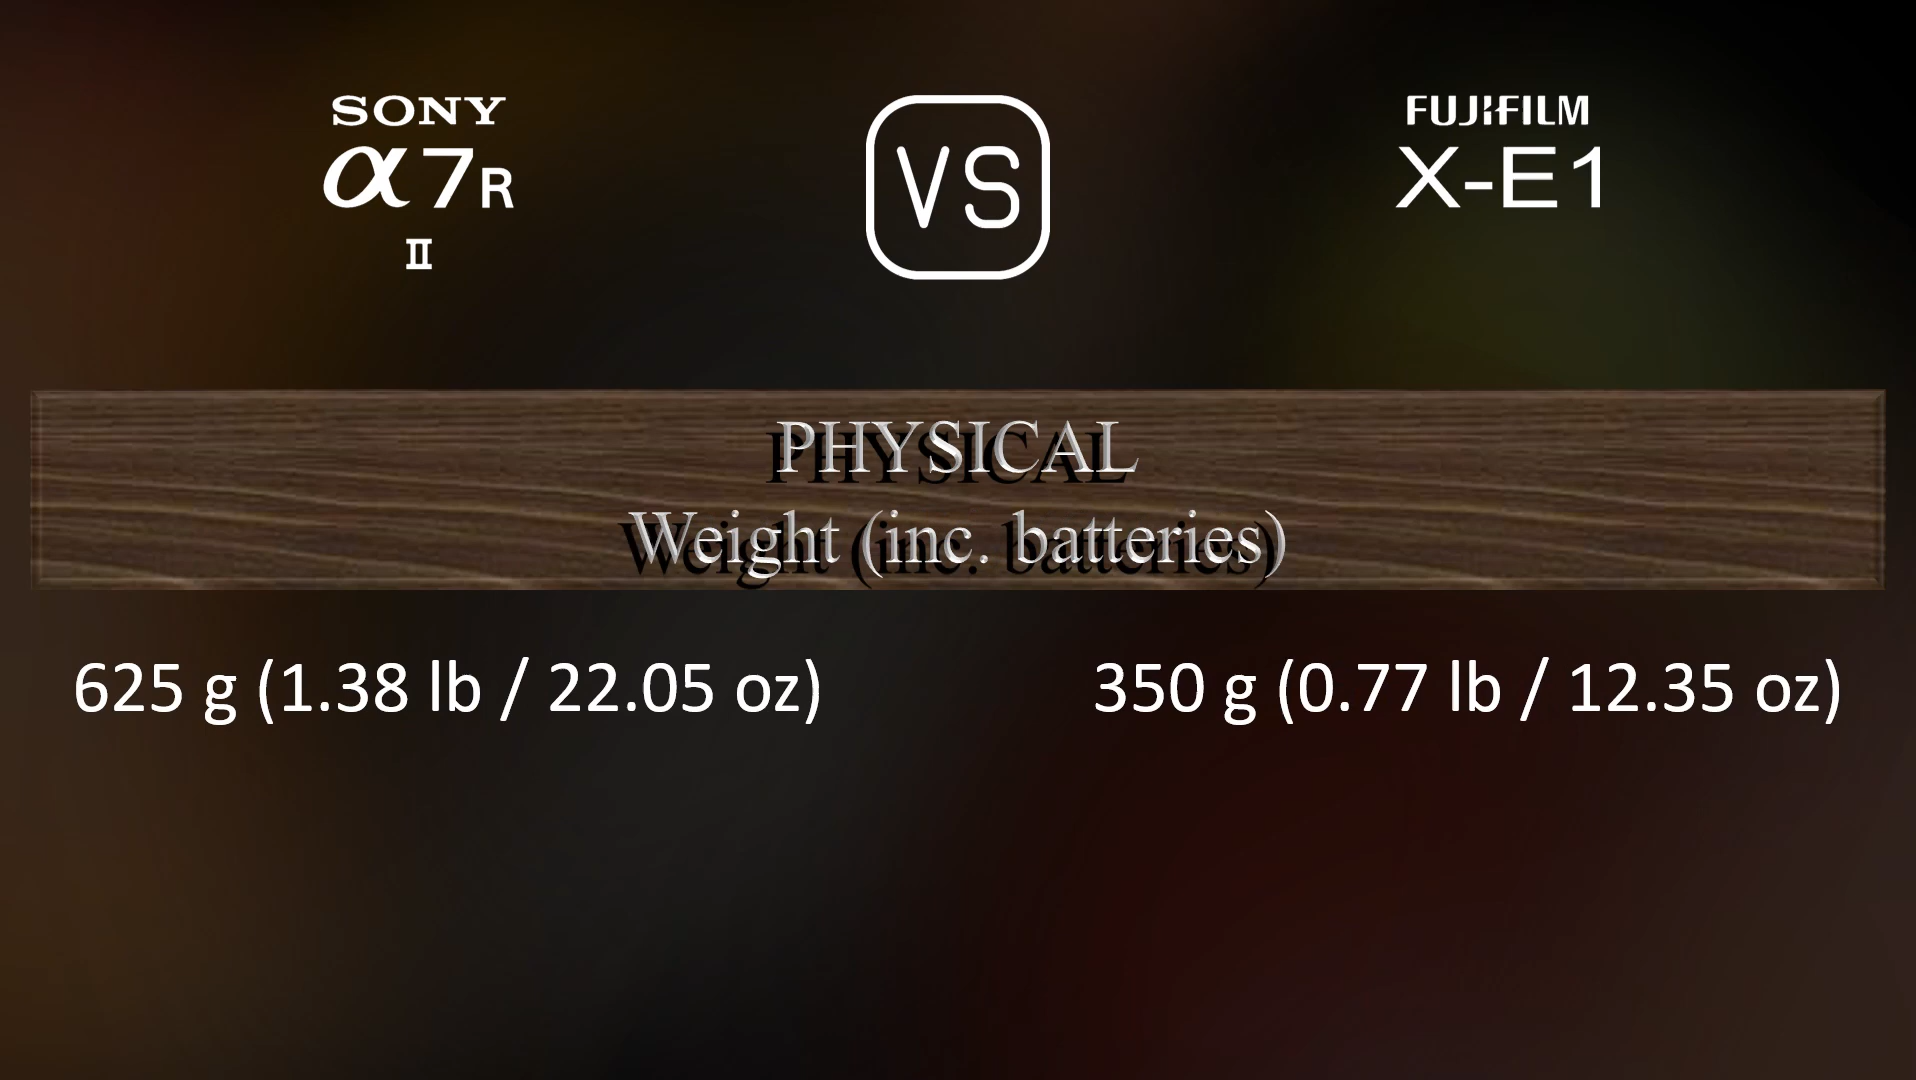 SONY
α7R
II
VS
FUJIFILM
X-E1
PHYSICAL
Weight (inc. batteries)
625 g (1.38 lb / 22.05 oz)
350 g (0.77 lb / 12.35 oz)